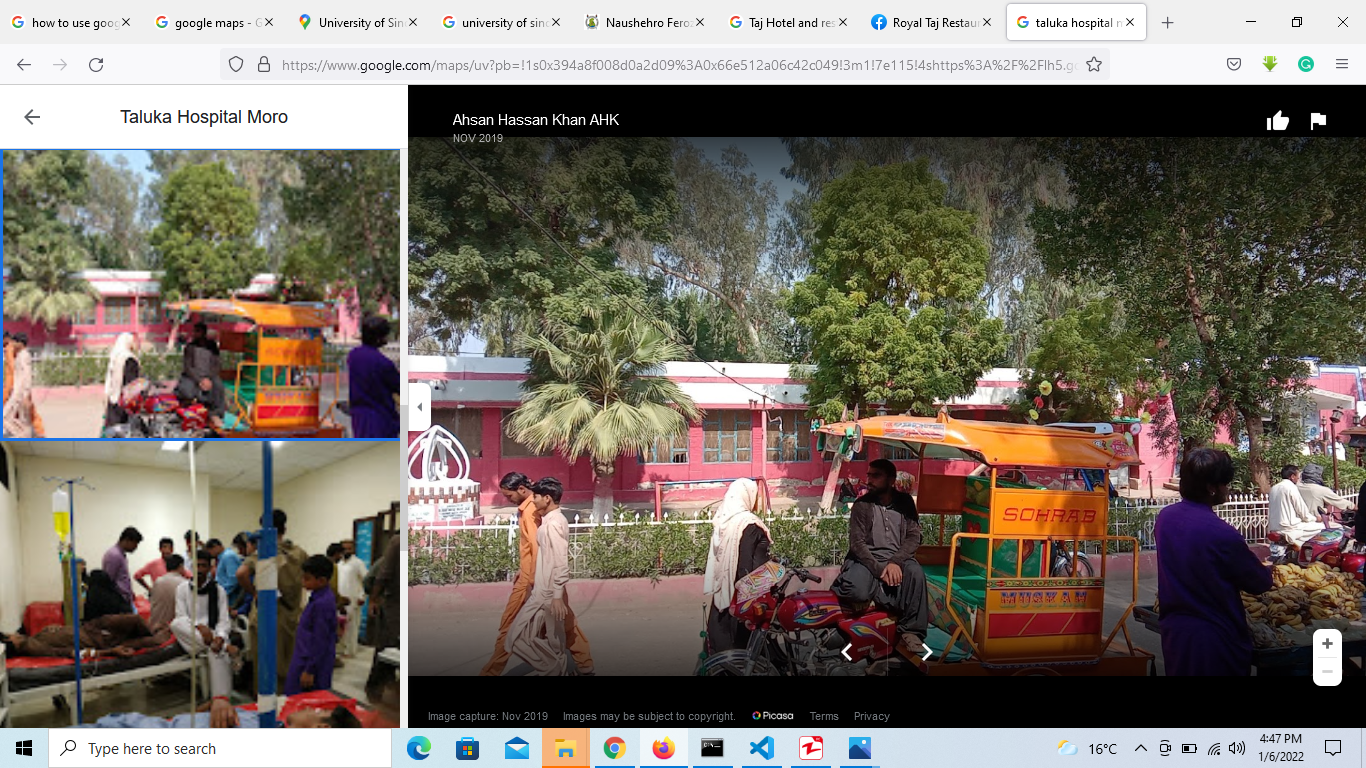 how to use goog
google maps - G
University of Sin
university of sinc
Naushehro Feroz
Taj Hotel and res
Royal Taj Restau
taluka hospital m
https://www.google.com/maps/uv?pb=!1s0x394a8f008d0a2d09%3A0x66e512a06c42c049!3m1!7e115!4shttps%3A%2F%2Flh5.go
Taluka Hospital Moro
Ahsan Hassan Khan AHK
NOV 2019
SOHRAB
MUSKAN
Image capture: Nov 2019 Images may be subject to copyright. Picasa Terms Privacy
Type here to search
16°C
4:47 PM
1/6/2022